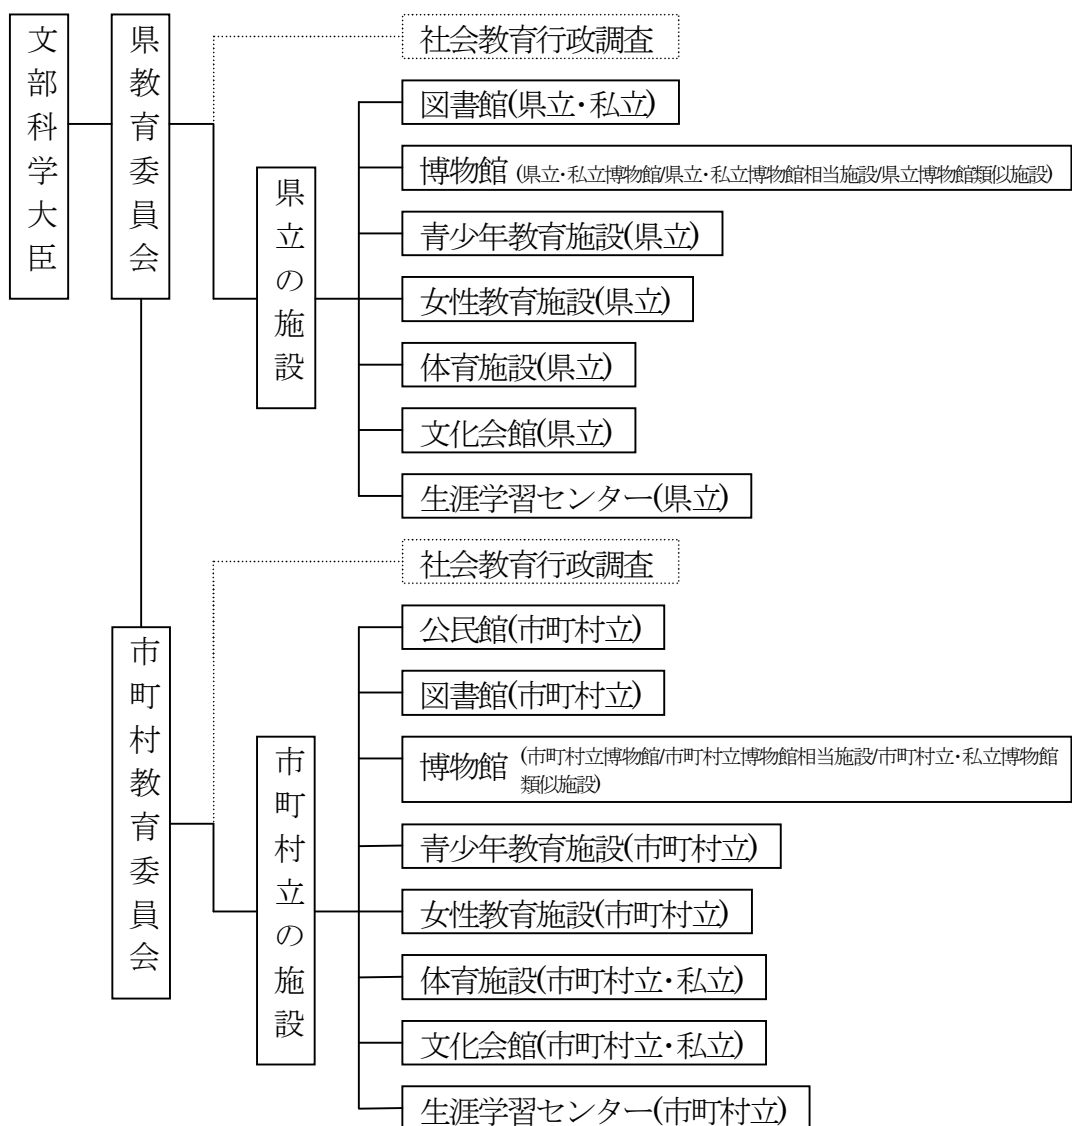 文部科学大臣
県教育委員会
社会教育行政調査
県立の施設
図書館(県立・私立)
博物館 (県立・私立博物館/県立・私立博物館相当施設/県立博物館類似施設)
青少年教育施設(県立)
女性教育施設(県立)
体育施設(県立)
文化会館(県立)
生涯学習センター(県立)
市町村教育委員会
社会教育行政調査
市町村立の施設
公民館(市町村立)
図書館(市町村立)
博物館 (市町村立博物館/市町村立博物館相当施設/市町村立・私立博物館
類似施設)
青少年教育施設(市町村立)
女性教育施設(市町村立)
体育施設(市町村立・私立)
文化会館(市町村立・私立)
生涯学習センター(市町村立)